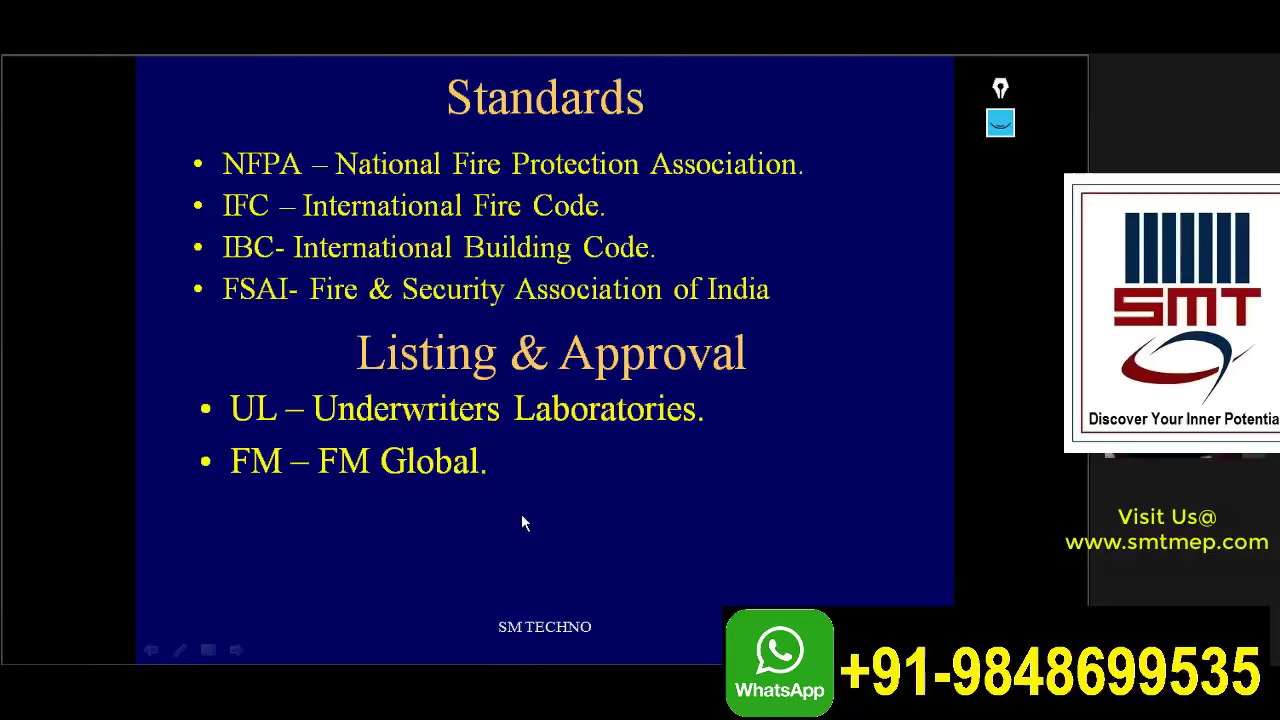 Standards
• NFPA – National Fire Protection Association.
• IFC – International Fire Code.
• IBC- International Building Code.
• FSAI- Fire & Security Association of India
Listing & Approval
• UL – Underwriters Laboratories.
• FM – FM Global.
SM TECHNO
SMT
Discover Your Inner Potentia
Visit Us@
www.smtmep.com
WhatsApp
+91-9848699535